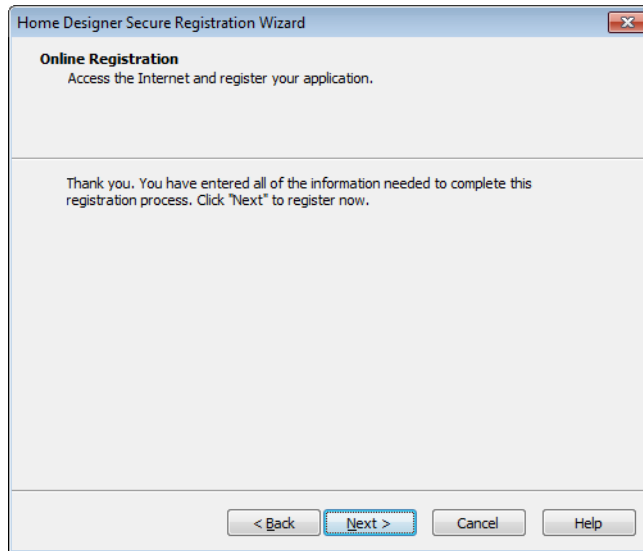 Home Designer Secure Registration Wizard
Online Registration
Access the Internet and register your application.
Thank you. You have entered all of the information needed to complete this
registration process. Click "Next" to register now.
< Back Next > Cancel Help